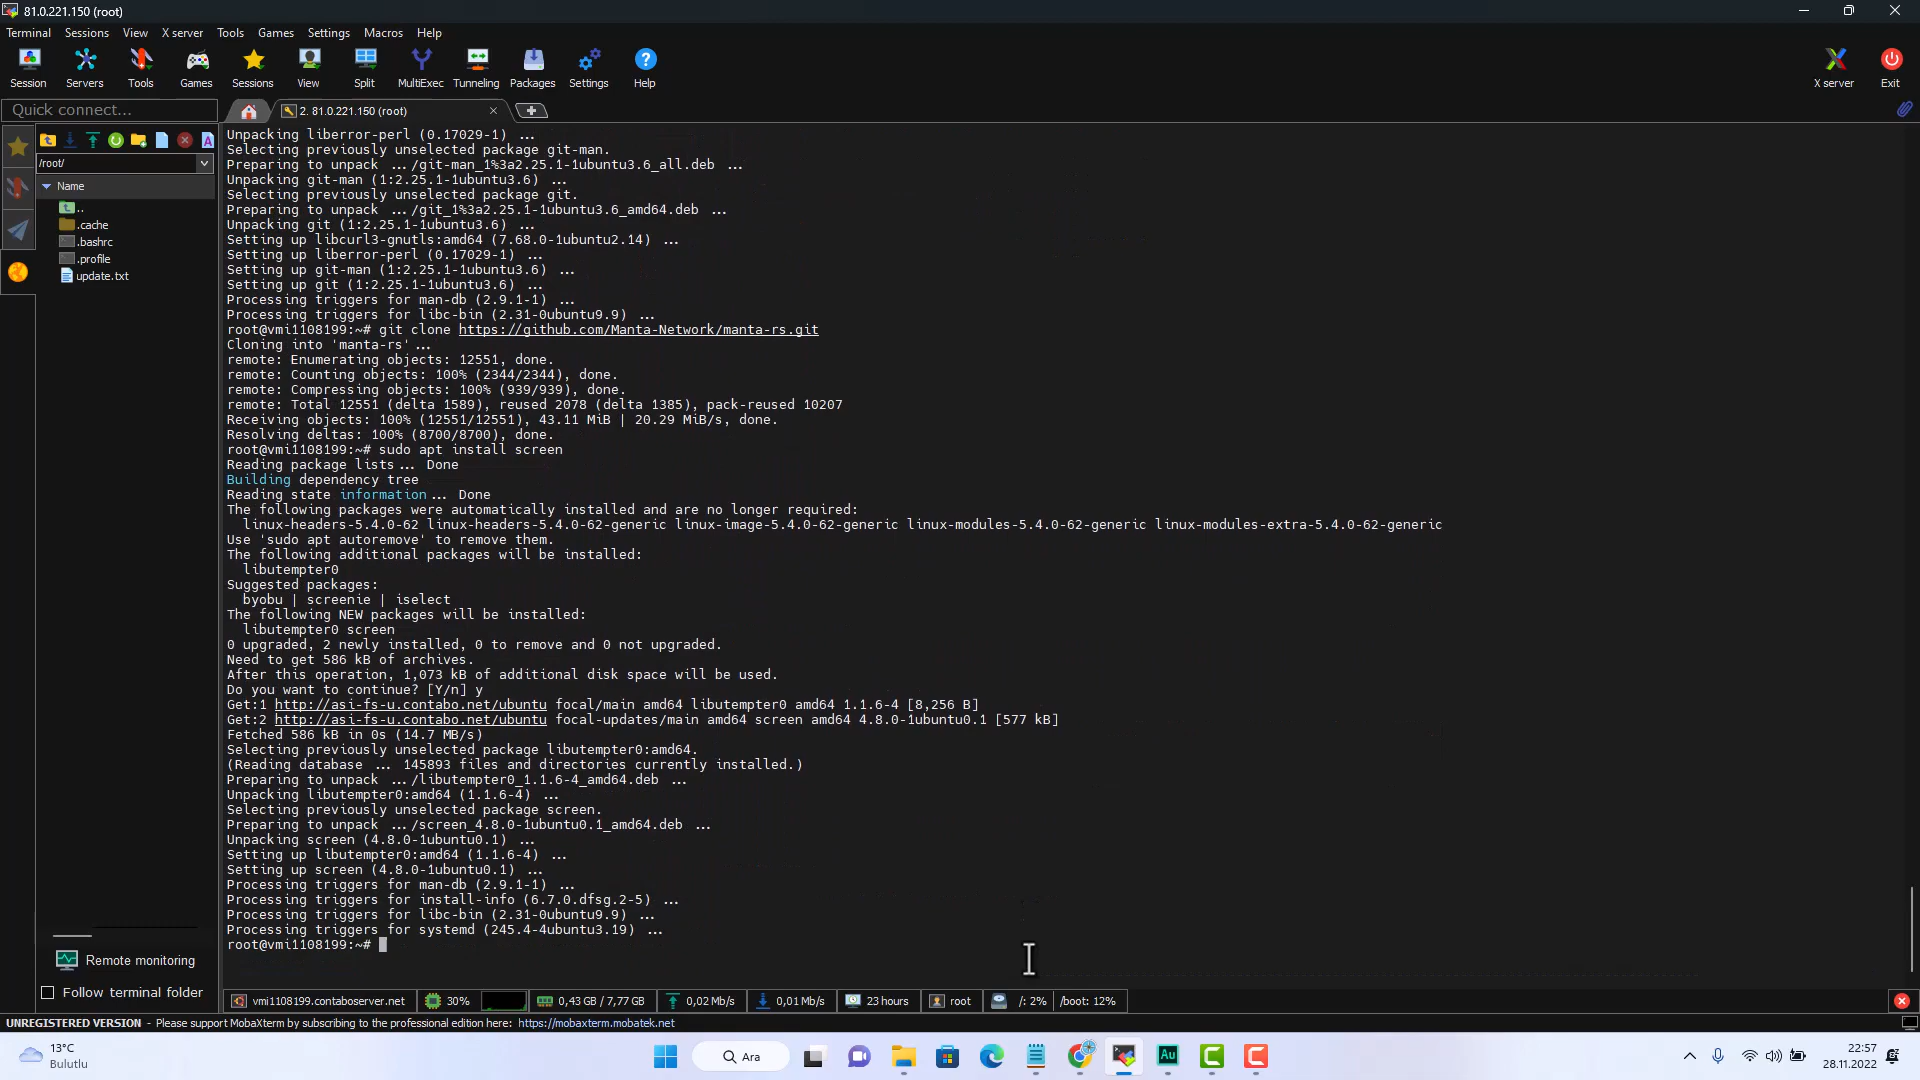 81.0.221.150 (root)
Terminal Sessions View X server Tools Games Settings Macros Help
Session Servers Tools Games Sessions View Split MultiExec Tunneling Packages Settings Help X server Exit
Quick connect...
2. 81.0.221.150 (root)
/root/
Name
..
.cache
.bashrc
.profile
update.txt
Unpacking liberror-perl (0.17029-1) ...
Selecting previously unselected package git-man.
Preparing to unpack .../git-man_1%3a2.25.1-1ubuntu3.6_all.deb ...
Unpacking git-man (1:2.25.1-1ubuntu3.6) ...
Selecting previously unselected package git.
Preparing to unpack .../git_1%3a2.25.1-1ubuntu3.6_amd64.deb ...
Unpacking git (1:2.25.1-1ubuntu3.6) ...
Setting up libcurl3-gnutls:amd64 (7.68.0-1ubuntu2.14) ...
Setting up liberror-perl (0.17029-1) ...
Setting up git-man (1:2.25.1-1ubuntu3.6) ...
Setting up git (1:2.25.1-1ubuntu3.6) ...
Processing triggers for man-db (2.9.1-1) ...
Processing triggers for libc-bin (2.31-0ubuntu9.9) ...
root@vmi1108199:~# git clone https://github.com/Manta-Network/manta-rs.git
Cloning into 'manta-rs'...
remote: Enumerating objects: 12551, done.
remote: Counting objects: 100% (2344/2344), done.
remote: Compressing objects: 100% (939/939), done.
remote: Total 12551 (delta 1589), reused 2078 (delta 1385), pack-reused 10207
Receiving objects: 100% (12551/12551), 43.11 MiB | 20.29 MiB/s, done.
Resolving deltas: 100% (8700/8700), done.
root@vmi1108199:~# sudo apt install screen
Reading package lists... Done
Building dependency tree
Reading state information... Done
The following packages were automatically installed and are no longer required:
linux-headers-5.4.0-62 linux-headers-5.4.0-62-generic linux-image-5.4.0-62-generic linux-modules-5.4.0-62-generic linux-modules-extra-5.4.0-62-generic
Use 'sudo apt autoremove' to remove them.
The following additional packages will be installed:
libutempter0
Suggested packages:
byobu | screenie | iselect
The following NEW packages will be installed:
libutempter0 screen
0 upgraded, 2 newly installed, 0 to remove and 0 not upgraded.
Need to get 586 kB of archives.
After this operation, 1,073 kB of additional disk space will be used.
Do you want to continue? [Y/n] y
Get:1 http://asi-fs-u.contabo.net/ubuntu focal/main amd64 libutempter0 amd64 1.1.6-4 [8,256 B]
Get:2 http://asi-fs-u.contabo.net/ubuntu focal-updates/main amd64 screen amd64 4.8.0-1ubuntu0.1 [577 kB]
Fetched 586 kB in 0s (14.7 MB/s)
Selecting previously unselected package libutempter0:amd64.
(Reading database ... 145893 files and directories currently installed.)
Preparing to unpack .../libutempter0_1.1.6-4_amd64.deb ...
Unpacking libutempter0:amd64 (1.1.6-4) ...
Selecting previously unselected package screen.
Preparing to unpack .../screen_4.8.0-1ubuntu0.1_amd64.deb ...
Unpacking screen (4.8.0-1ubuntu0.1) ...
Setting up libutempter0:amd64 (1.1.6-4) ...
Setting up screen (4.8.0-1ubuntu0.1) ...
Processing triggers for man-db (2.9.1-1) ...
Processing triggers for install-info (6.7.0.dfsg.2-5) ...
Processing triggers for libc-bin (2.31-0ubuntu9.9) ...
Processing triggers for systemd (245.4-4ubuntu3.19) ...
root@vmi1108199:~#
Remote monitoring
Follow terminal folder
vmi1108199.contaboserver.net 30% 0,43 GB / 7,77 GB 0,02 Mb/s 0,01 Mb/s 23 hours root /: 2% /boot: 12%
UNREGISTERED VERSION - Please support MobaXterm by subscribing to the professional edition here: https://mobaxterm.mobatek.net
13°C
Bulutlu
Ara
Au
22:57
28.11.2022